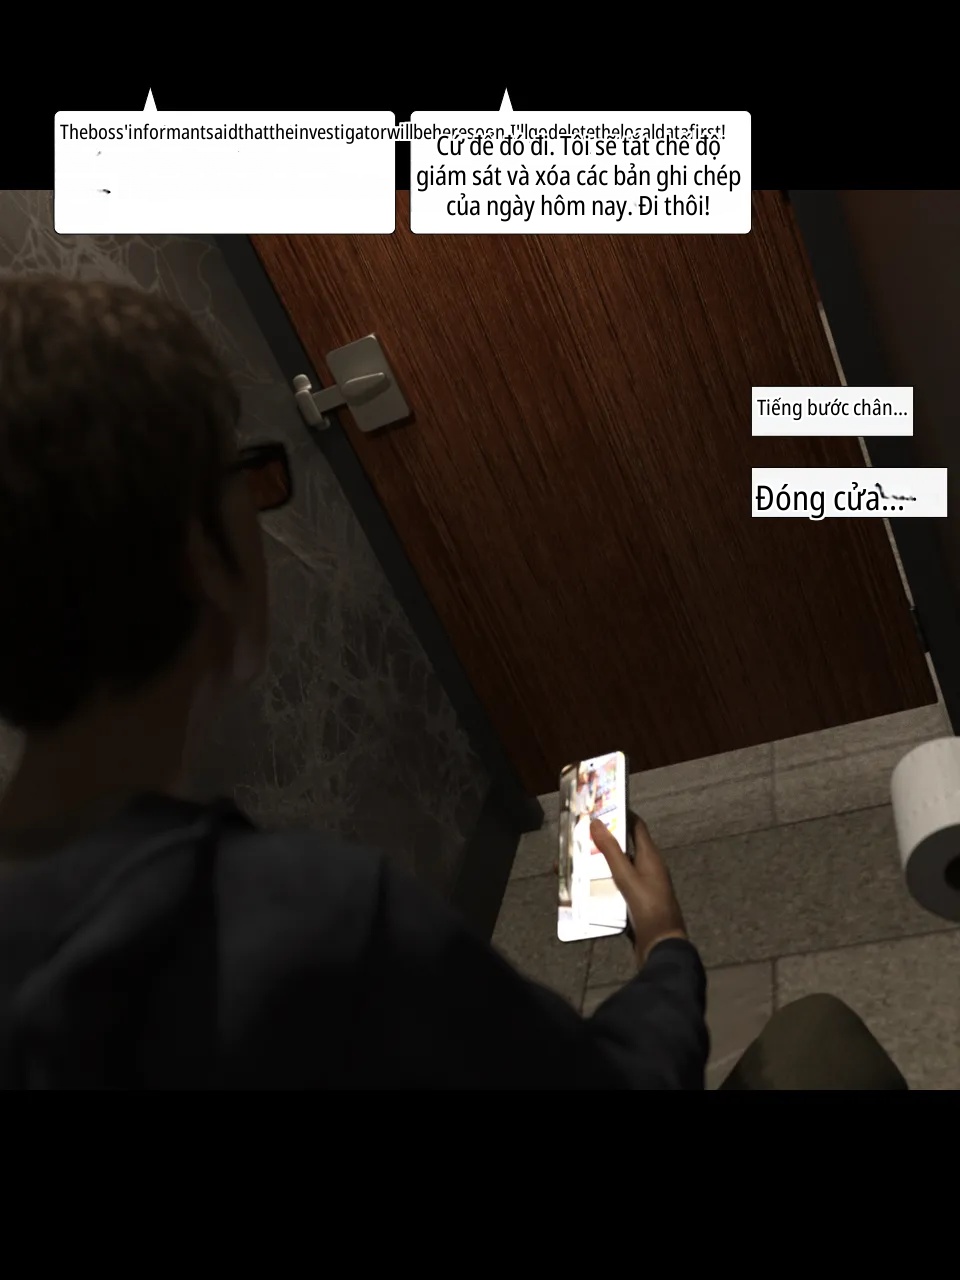 Theboss'informantsaidthattheinvestigatorwillbeheresoon.I'llgodeletethelocaldatafirst!
Cứ để đó đi. Tôi sẽ tắt chế độ
giám sát và xóa các bản ghi chép
của ngày hôm nay. Đi thôi!
Tiếng bước chân...
Đóng cửa...